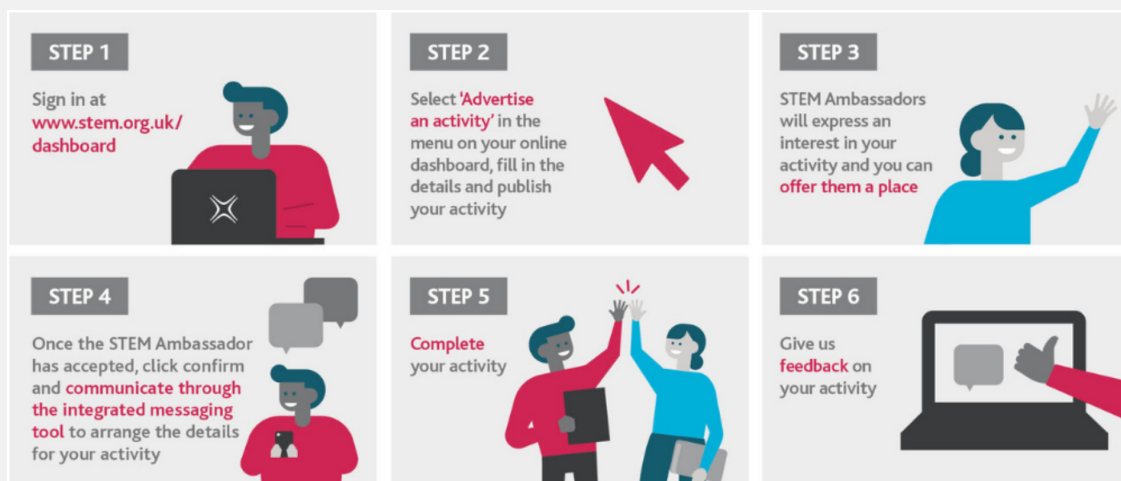 STEP 1
Sign in at
www.stem.org.uk/
dashboard
STEP 2
Select ‘Advertise
an activity’ in the
menu on your online
dashboard, fill in the
details and publish
your activity
STEP 3
STEM Ambassadors
will express an
interest in your
activity and you can
offer them a place
STEP 4
Once the STEM Ambassador
has accepted, click confirm
and communicate through
the integrated messaging
tool to arrange the details
for your activity
STEP 5
Complete
your activity
STEP 6
Give us
feedback on
your activity